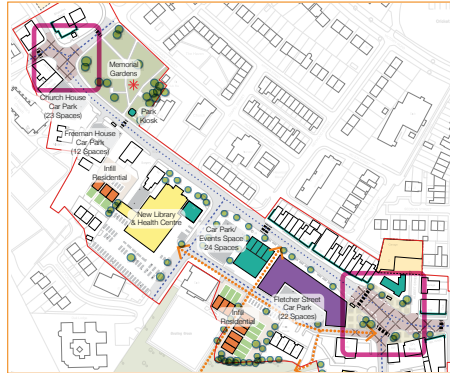 Memorial
Gardens
Church House
Car Park
(23 Spaces)
Park
Kiosk
Freeman House
Car Park
(12 Spaces)
Infill
Residential
New Library
& Health Centre
Car Park/
Events Space
24 Spaces
Fletcher Street
Car Park
(22 Spaces)
Infill
Residential